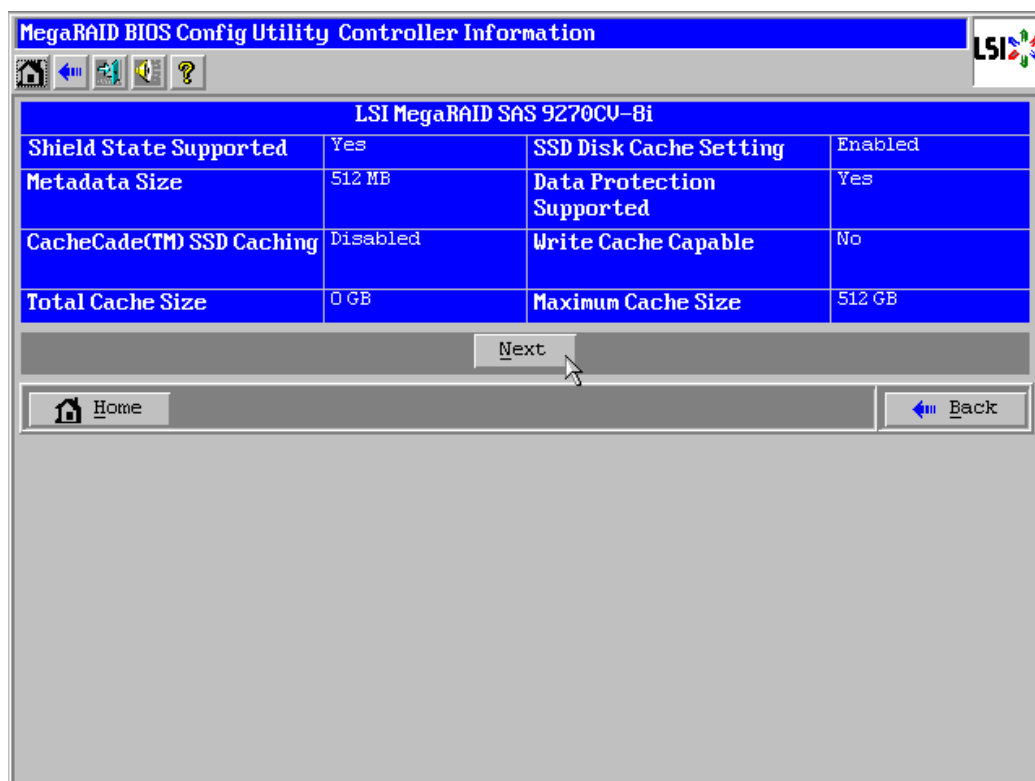 MegaRAID BIOS Config Utility Controller Information
LSI
LSI MegaRAID SAS 9270CV-8i
Shield State Supported Yes SSD Disk Cache Setting Enabled
Metadata Size 512 MB Data Protection Supported Yes
CacheCade(TM) SSD Caching Disabled Write Cache Capable No
Total Cache Size 0 GB Maximum Cache Size 512 GB
Next
Home Back